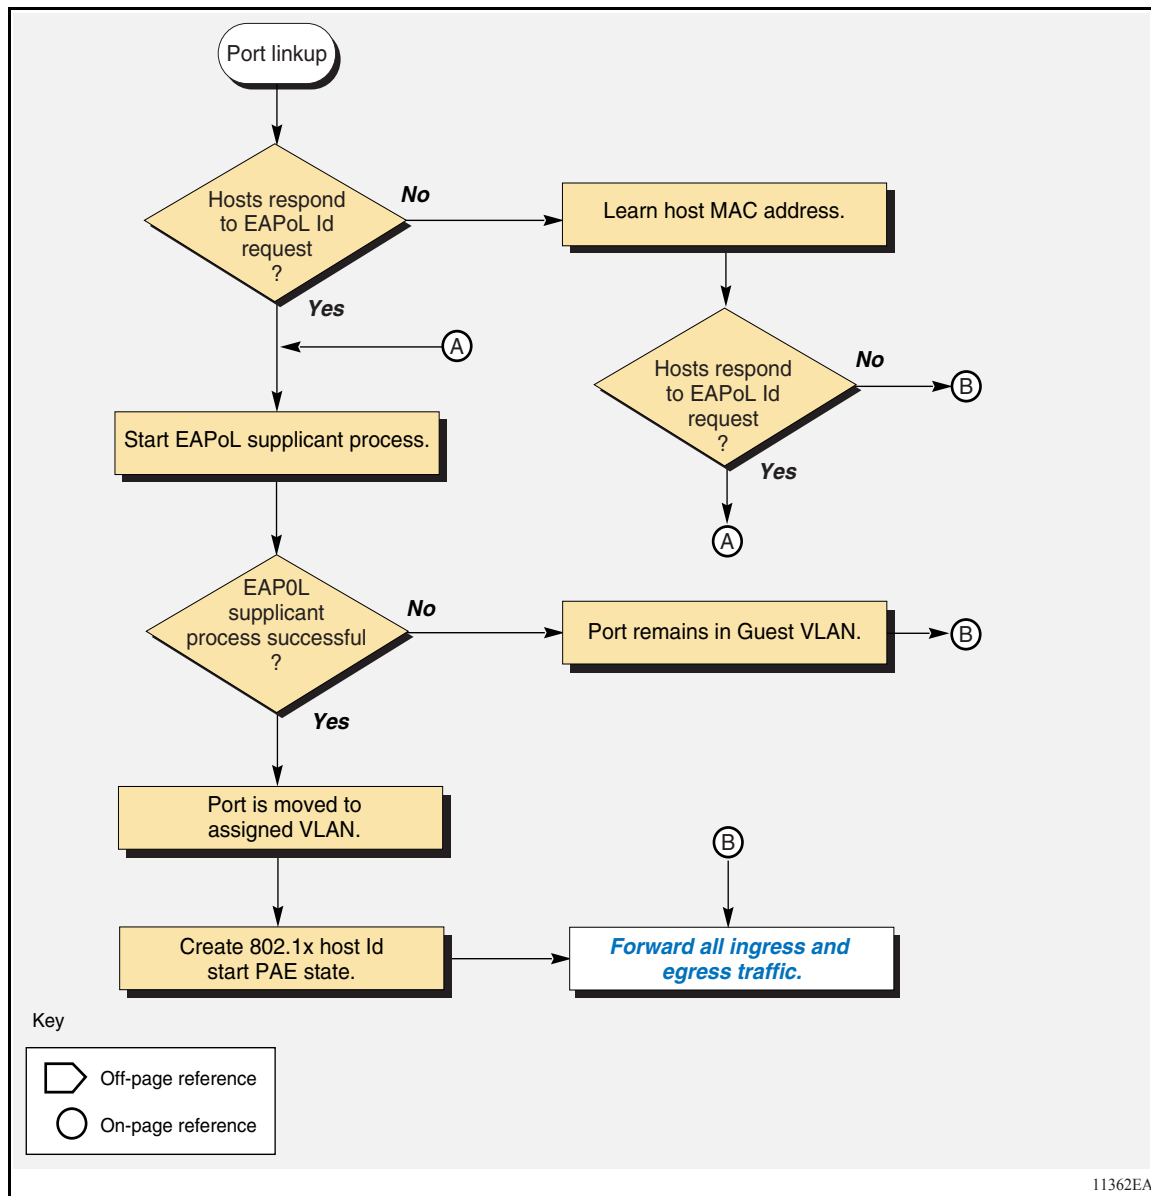 Port linkup
Hosts respond
to EAPoL Id
request
?
No
Yes
Learn host MAC address.
A
Hosts respond
to EAPoL Id
request
?
No
B
Yes
A
Start EAPoL supplicant process.
EAP0L
supplicant
process successful
?
No
Port remains in Guest VLAN.
B
Yes
Port is moved to
assigned VLAN.
B
Create 802.1x host Id
start PAE state.
Forward all ingress and
egress traffic.
Key
Off-page reference
On-page reference
11362EA